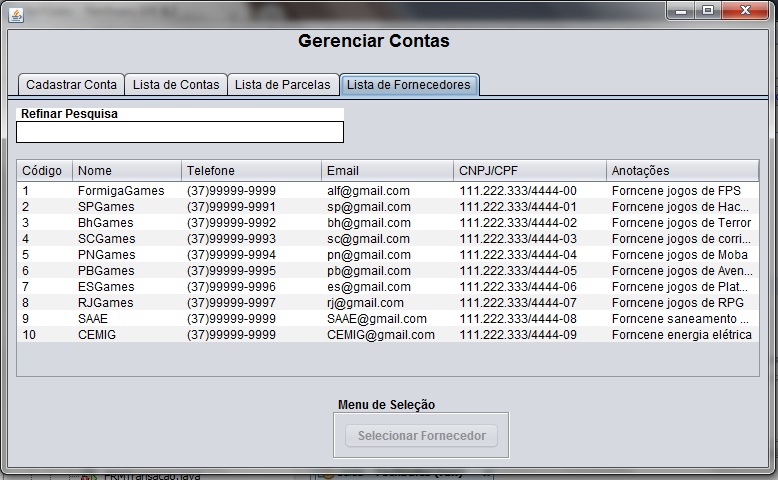 Gerenciar Contas
Cadastrar Conta Lista de Contas Lista de Parcelas Lista de Fornecedores
Refinar Pesquisa
Código Nome Telefone Email CNPJ/CPF Anotações
1 FormigaGames (37)99999-9999 alf@gmail.com 111.222.333/4444-00 Forncene jogos de FPS
2 SPGames (37)99999-9991 sp@gmail.com 111.222.333/4444-01 Forncene jogos de Hac...
3 BhGames (37)99999-9992 bh@gmail.com 111.222.333/4444-02 Forncene jogos de Terror
4 SCGames (37)99999-9993 sc@gmail.com 111.222.333/4444-03 Forncene jogos de corri...
5 PNGames (37)99999-9994 pn@gmail.com 111.222.333/4444-04 Forncene jogos de Moba
6 PBGames (37)99999-9995 pb@gmail.com 111.222.333/4444-05 Forncene jogos de Aven...
7 ESGames (37)99999-9996 es@gmail.com 111.222.333/4444-06 Forncene jogos de Plat...
8 RJGames (37)99999-9997 rj@gmail.com 111.222.333/4444-07 Forncene jogos de RPG
9 SAAE (37)99999-9999 SAAE@gmail.com 111.222.333/4444-08 Forncene saneamento ...
10 CEMIG (37)99999-9999 CEMIG@gmail.com 111.222.333/4444-09 Forncene energia elétrica
Menu de Seleção
Selecionar Fornecedor
FRMTransacao.java